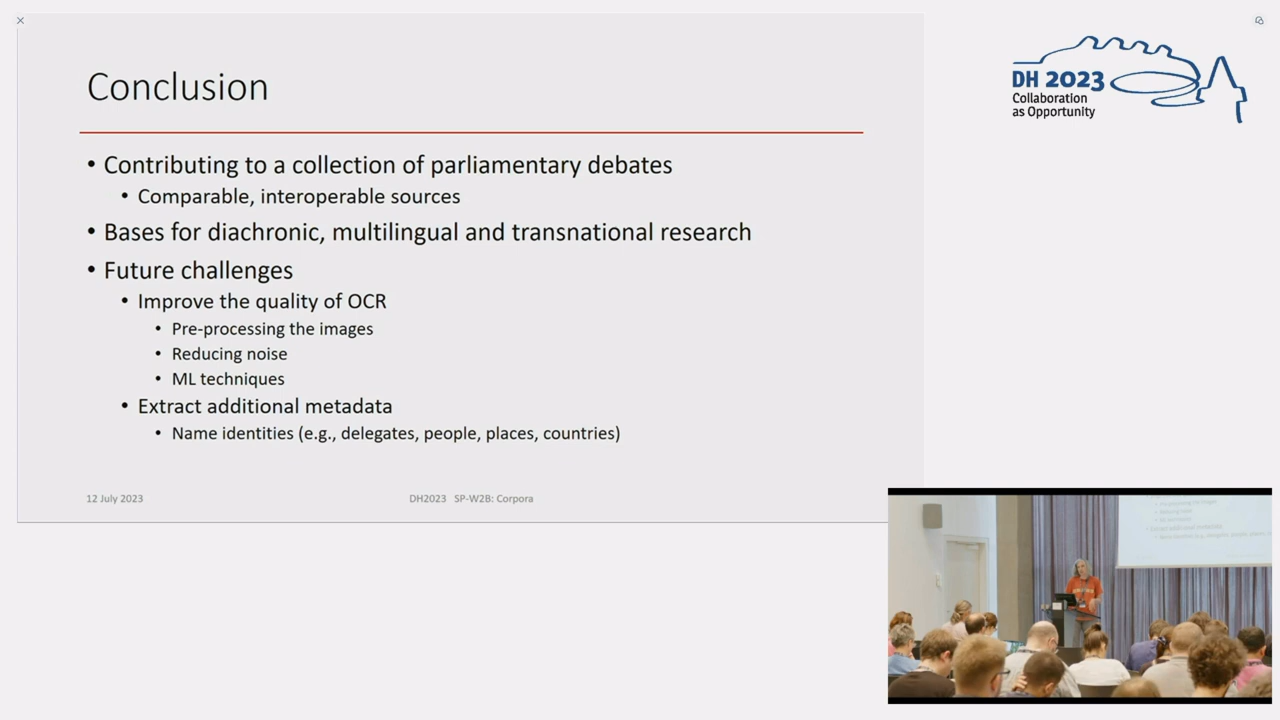 Conclusion
• Contributing to a collection of parliamentary debates
• Comparable, interoperable sources
• Bases for diachronic, multilingual and transnational research
• Future challenges
• Improve the quality of OCR
• Pre-processing the images
• Reducing noise
• ML techniques
• Extract additional metadata
• Name identities (e.g., delegates, people, places, countries)
12 July 2023
DH2023 SP-W2B: Corpora
DH 2023
Collaboration
as Opportunity